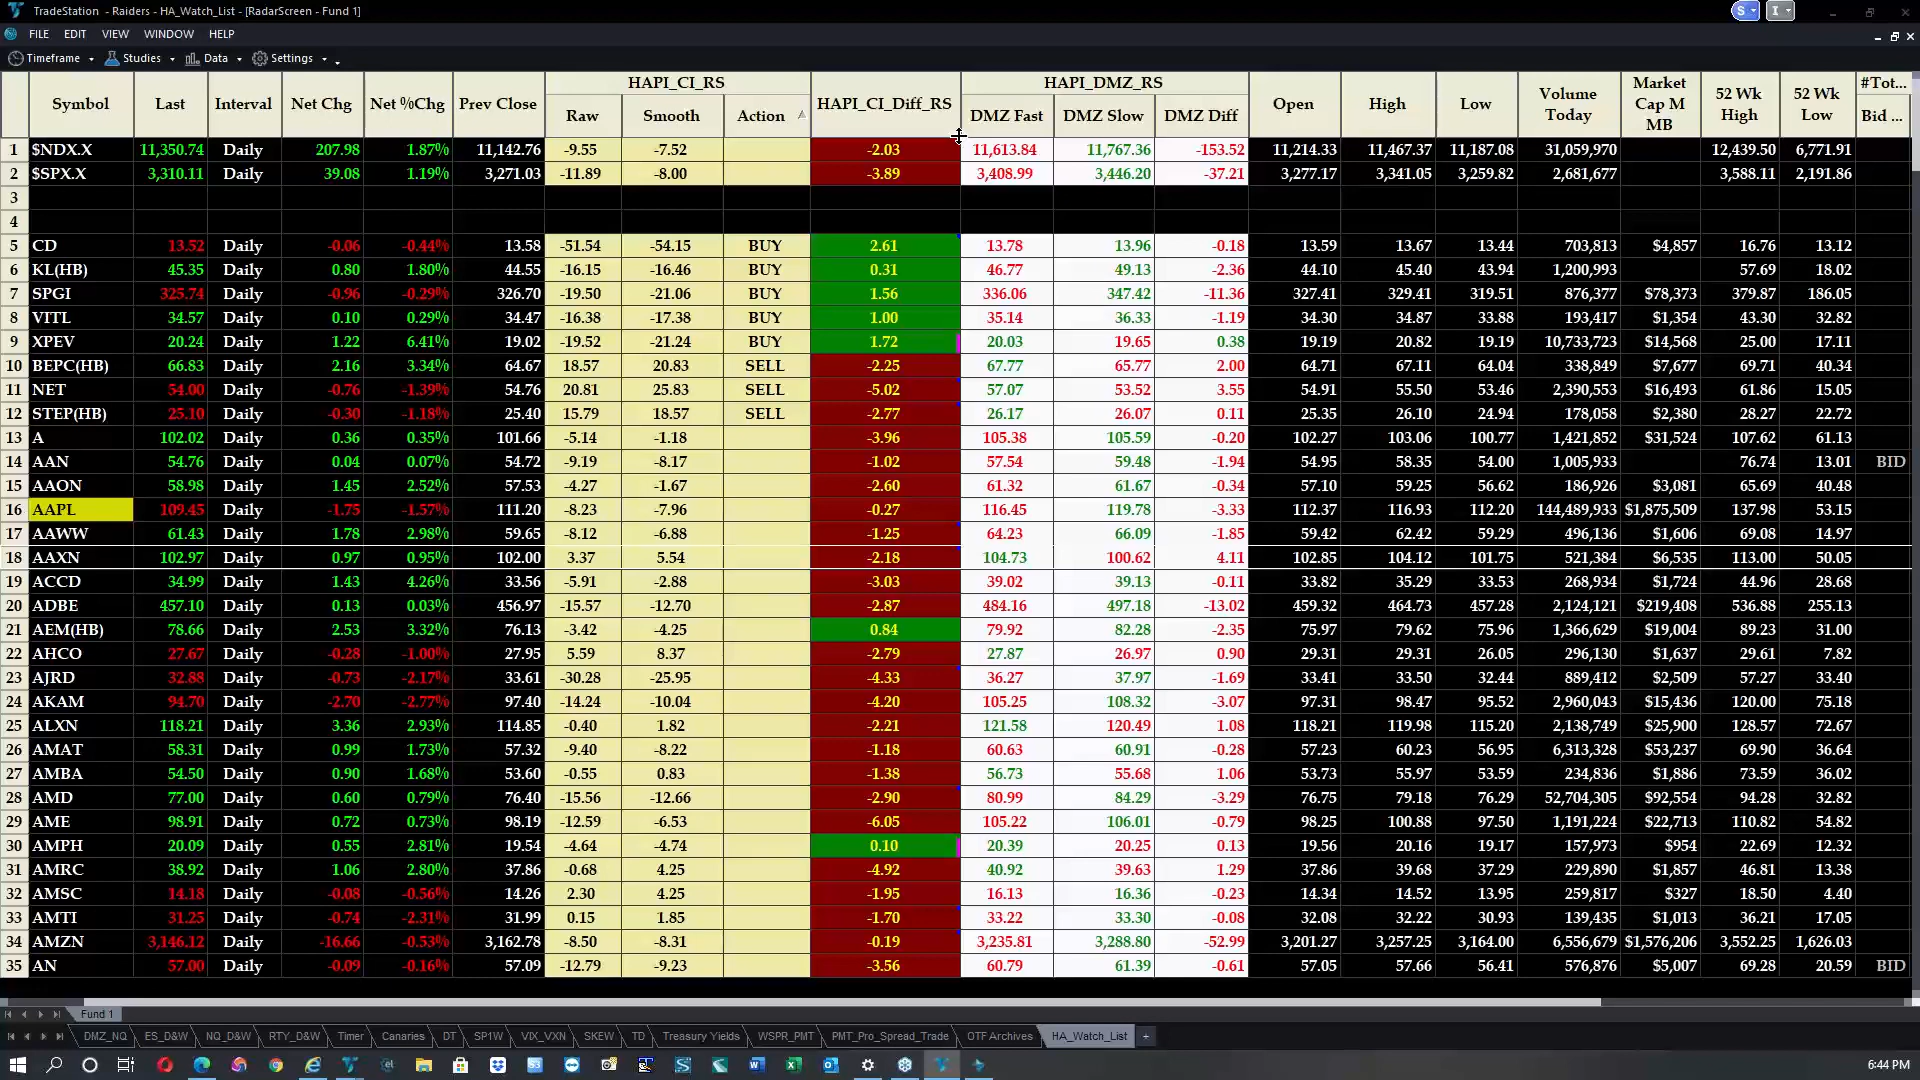 TradeStation - Raiders - HA_Watch_List - [RadarScreen - Fund 1]
FILE EDIT VIEW WINDOW HELP
Timeframe Studies Data Settings
HAPI_CI_RS HAPI_DMZ_RS #Tot...
Symbol Last Interval Net Chg Net %Chg Prev Close Raw Smooth Action HAPI_CI_Diff_RS DMZ Fast DMZ Slow DMZ Diff Open High Low Volume Today Market Cap M MB 52 Wk High 52 Wk Low Bid ...
1 $NDX.X 11,350.74 Daily 207.98 1.87% 11,142.76 -9.55 -7.52 -2.03 11,613.84 11,767.36 -153.52 11,214.33 11,467.37 11,187.08 31,059,970 12,439.50 6,771.91
2 $SPX.X 3,310.11 Daily 39.08 1.19% 3,271.03 -11.89 -8.00 -3.89 3,408.99 3,446.20 -37.21 3,277.17 3,341.05 3,259.82 2,681,677 3,588.11 2,191.86
3
4
5 CD 13.52 Daily -0.06 -0.44% 13.58 -51.54 -54.15 BUY 2.61 13.78 13.96 -0.18 13.59 13.67 13.44 703,813 $4,857 16.76 13.12
6 KL(HB) 45.35 Daily 0.80 1.80% 44.55 -16.15 -16.46 BUY 0.31 46.77 49.13 -2.36 44.10 45.40 43.94 1,200,993 57.69 18.02
7 SPGI 325.74 Daily -0.96 -0.29% 326.70 -19.50 -21.06 BUY 1.56 336.06 347.42 -11.36 327.41 329.41 319.51 876,377 $78,373 379.87 186.05
8 VITL 34.57 Daily 0.10 0.29% 34.47 -16.38 -17.38 BUY 1.00 35.14 36.33 -1.19 34.30 34.87 33.88 193,417 $1,354 43.30 32.82
9 XPEV 20.24 Daily 1.22 6.41% 19.02 -19.52 -21.24 BUY 1.72 20.03 19.65 0.38 19.19 20.82 19.19 10,733,723 $14,568 25.00 17.11
10 BEPC(HB) 66.83 Daily 2.16 3.34% 64.67 18.57 20.83 SELL -2.25 67.77 65.77 2.00 64.71 67.11 64.04 338,849 $7,677 69.71 40.34
11 NET 54.00 Daily -0.76 -1.39% 54.76 20.81 25.83 SELL -5.02 57.07 53.52 3.55 54.91 55.50 53.46 2,390,553 $16,493 61.86 15.05
12 STEP(HB) 25.10 Daily -0.30 -1.18% 25.40 15.79 18.57 SELL -2.77 26.17 26.07 0.11 25.35 26.10 24.94 178,058 $2,380 28.27 22.72
13 A 102.02 Daily 0.36 0.35% 101.66 -5.14 -1.18 -3.96 105.38 105.59 -0.20 102.27 103.06 100.77 1,421,852 $31,524 107.62 61.13
14 AAN 54.76 Daily 0.04 0.07% 54.72 -9.19 -8.17 -1.02 57.54 59.48 -1.94 54.95 58.35 54.00 1,005,933 76.74 13.01 BID
15 AAON 58.98 Daily 1.45 2.52% 57.53 -4.27 -1.67 -2.60 61.32 61.67 -0.34 57.10 59.25 56.62 186,926 $3,081 65.69 40.48
16 AAPL 109.45 Daily -1.75 -1.57% 111.20 -8.23 -7.96 -0.27 116.45 119.78 -3.33 112.37 116.93 112.20 144,489,933 $1,875,509 137.98 53.15
17 AAWW 61.43 Daily 1.78 2.98% 59.65 -8.12 -6.88 -1.25 64.23 66.09 -1.85 59.42 62.42 59.29 496,136 $1,606 69.08 14.97
18 AAXN 102.97 Daily 0.97 0.95% 102.00 3.37 5.54 -2.18 104.73 100.62 4.11 102.85 104.12 101.75 521,384 $6,535 113.00 50.05
19 ACCD 34.99 Daily 1.43 4.26% 33.56 -5.91 -2.88 -3.03 39.02 39.13 -0.11 33.82 35.29 33.53 268,934 $1,724 44.96 28.68
20 ADBE 457.10 Daily 0.13 0.03% 456.97 -15.57 -12.70 -2.87 484.16 497.18 -13.02 459.32 464.73 457.28 2,124,121 $219,408 536.88 255.13
21 AEM(HB) 78.66 Daily 2.53 3.32% 76.13 -3.42 -4.25 0.84 79.92 82.28 -2.35 75.97 79.62 75.96 1,366,629 $19,004 89.23 31.00
22 AHCO 27.67 Daily -0.28 -1.00% 27.95 5.59 8.37 -2.79 27.87 26.97 0.90 29.31 29.31 26.05 296,130 $1,637 29.61 7.82
23 AJRD 32.88 Daily -0.73 -2.17% 33.61 -30.28 -25.95 -4.33 36.27 37.97 -1.69 33.41 33.50 32.44 889,412 $2,509 57.27 33.40
24 AKAM 94.70 Daily -2.70 -2.77% 97.40 -14.24 -10.04 -4.20 105.25 108.32 -3.07 97.31 98.47 95.52 2,960,043 $15,436 120.00 75.18
25 ALXN 118.21 Daily 3.36 2.93% 114.85 -0.40 1.82 -2.21 121.58 120.49 1.08 118.21 119.98 115.20 2,138,749 $25,900 128.57 72.67
26 AMAT 58.31 Daily 0.99 1.73% 57.32 -9.40 -8.22 -1.18 60.63 60.91 -0.28 57.23 60.23 56.95 6,313,328 $53,237 69.90 36.64
27 AMBA 54.50 Daily 0.90 1.68% 53.60 -0.55 0.83 -1.38 56.73 55.68 1.06 53.73 55.97 53.59 234,836 $1,886 73.59 36.02
28 AMD 77.00 Daily 0.60 0.79% 76.40 -15.56 -12.66 -2.90 80.99 84.29 -3.29 76.75 79.18 76.29 52,704,305 $92,554 94.28 32.82
29 AME 98.91 Daily 0.72 0.73% 98.19 -12.59 -6.53 -6.05 105.22 106.01 -0.79 98.25 100.88 97.50 1,191,224 $22,713 110.82 54.82
30 AMPH 20.09 Daily 0.55 2.81% 19.54 -4.64 -4.74 0.10 20.39 20.25 0.13 19.56 20.16 19.17 157,973 $954 22.69 12.32
31 AMRC 38.92 Daily 1.06 2.80% 37.86 -0.68 4.25 -4.92 40.92 39.63 1.29 37.86 39.68 37.29 229,890 $1,857 46.81 13.38
32 AMSC 14.18 Daily -0.08 -0.56% 14.26 2.30 4.25 -1.95 16.13 16.36 -0.23 14.34 14.52 13.95 259,817 $327 18.50 4.40
33 AMTI 31.25 Daily -0.74 -2.31% 31.99 0.15 1.85 -1.70 33.22 33.30 -0.08 32.08 32.22 30.93 139,435 $1,013 36.21 17.05
34 AMZN 3,146.12 Daily -16.66 -0.53% 3,162.78 -8.50 -8.31 -0.19 3,235.81 3,288.80 -52.99 3,201.27 3,257.25 3,164.00 6,556,679 $1,576,206 3,552.25 1,626.03
35 AN 57.00 Daily -0.09 -0.16% 57.09 -12.79 -9.23 -3.56 60.79 61.39 -0.61 57.05 57.66 56.41 576,876 $5,007 69.28 20.59 BID
Fund 1
DMZ_NQ ES_D&W NQ_D&W RTY_D&W Timer Canaries DT SP1W VIX_VXN SKEW TD Treasury Yields WSPR_PMT PMT_Pro_Spread_Trade OTF Archives HA_Watch_List +
6:44 PM